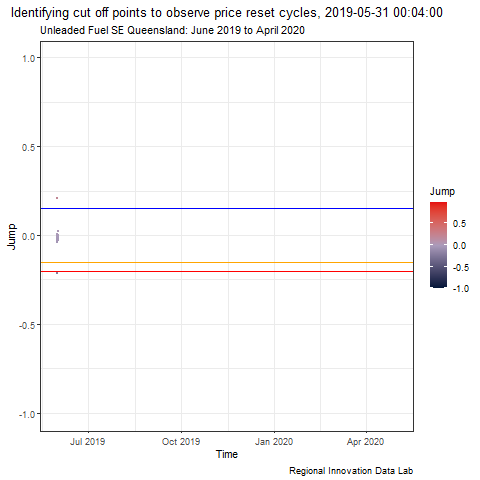 Identifying cut off points to observe price reset cycles, 2019-05-31 00:04:00
Unleaded Fuel SE Queensland: June 2019 to April 2020
1.0
0.5
0.0
-0.5
-1.0
Jump
Jul 2019
Oct 2019
Jan 2020
Apr 2020
Time
Jump
0.5
0.0
-0.5
-1.0
Regional Innovation Data Lab